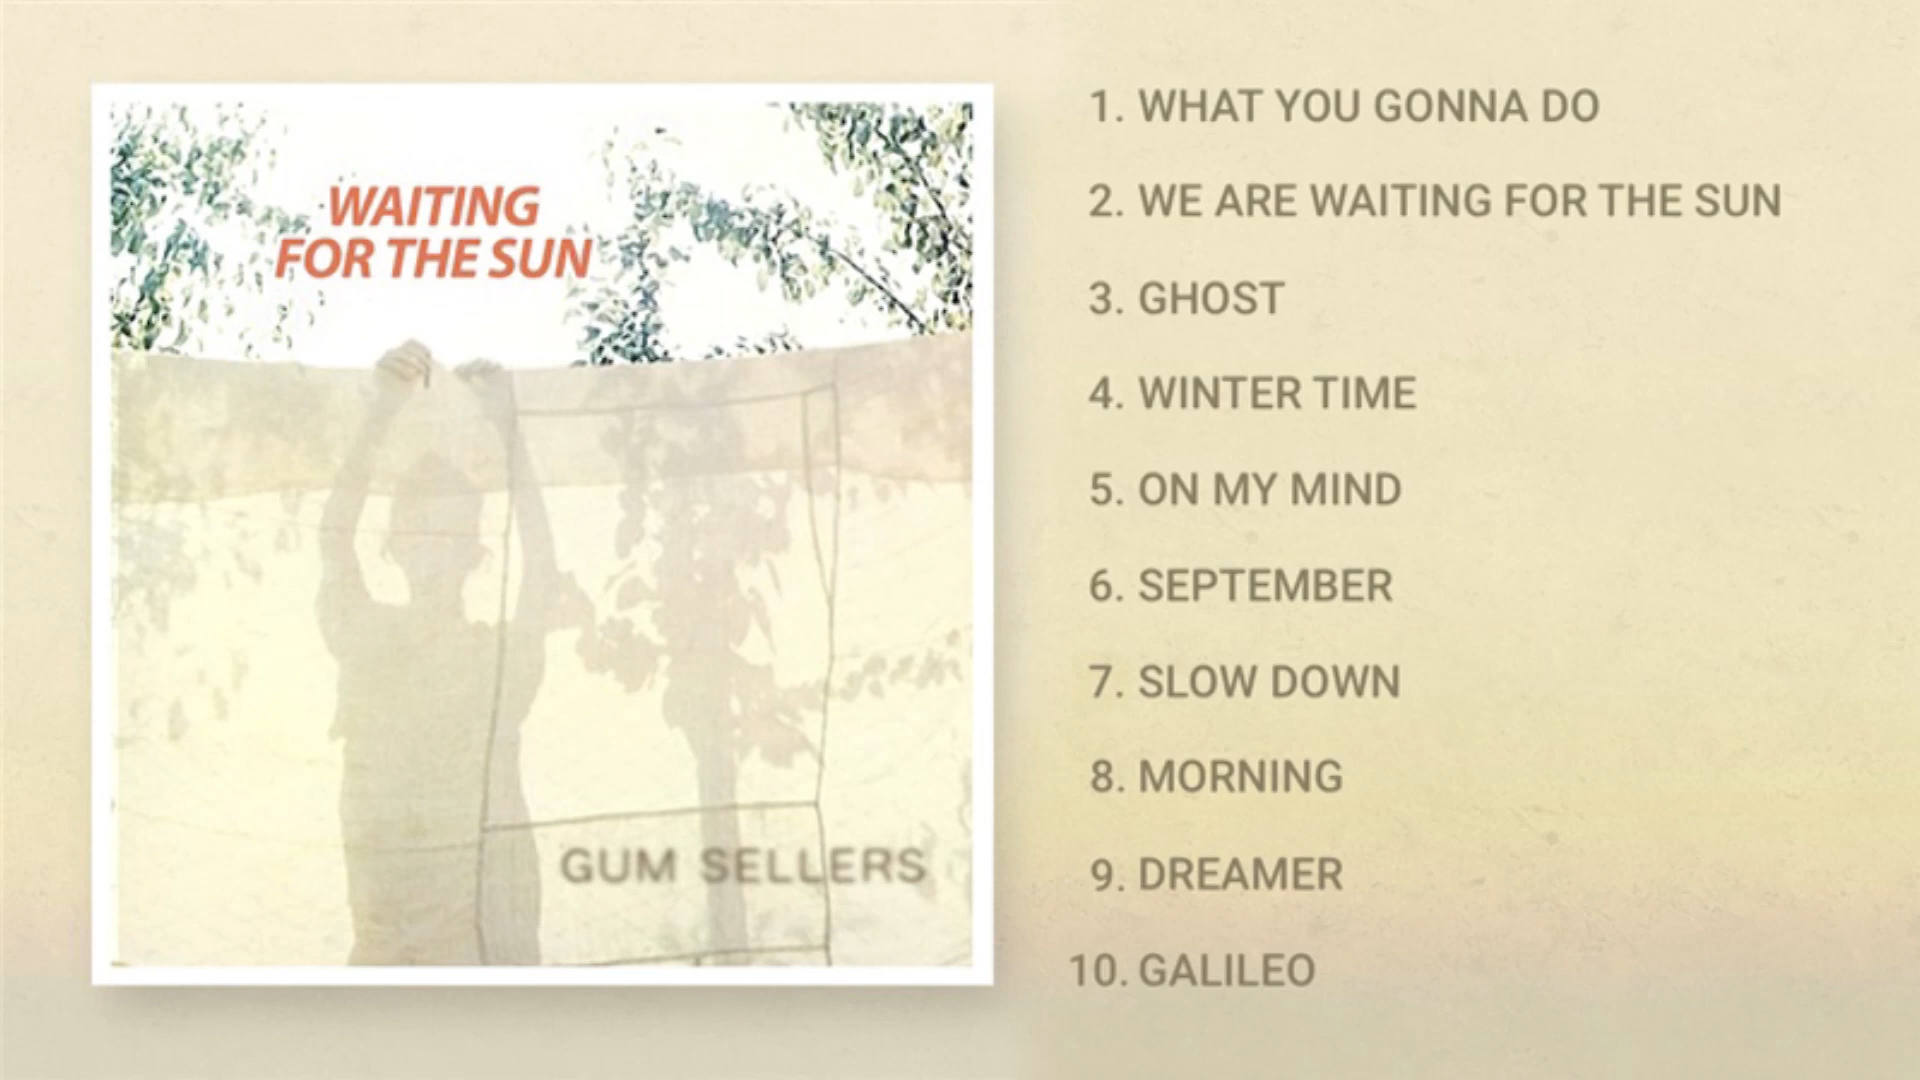 WAITING
FOR THE SUN
GUM SELLERS
1. WHAT YOU GONNA DO
2. WE ARE WAITING FOR THE SUN
3. GHOST
4. WINTER TIME
5. ON MY MIND
6. SEPTEMBER
7. SLOW DOWN
8. MORNING
9. DREAMER
10. GALILEO